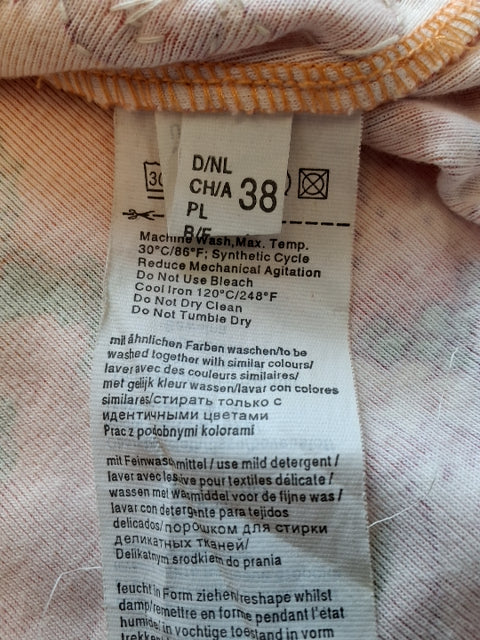 D/NL
CH/A 38
PL
B/F
30
Machine Wash,Max. Temp.
30°C/86°F; Synthetic Cycle
Reduce Mechanical Agitation
Do Not Use Bleach
Cool Iron 120°C/248°F
Do Not Dry Clean
Do Not Tumble Dry
mit ähnlichen Farben waschen/to be
washed together with similar colours/
laver avec des couleurs similaires/
met gelijk kleur wassen/lavar con colores
similares/стирать только с
идентичными цветами
Prac z podobnymi kolorami
mit Feinwaschmittel / use mild detergent /
laver avec lessive pour textiles délicate /
wassen met wasmiddel voor de fijne was /
lavar con detergente para tejidos
delicados/порошком для стирки
деликатных тканей/
Delikatnym srodkiem do prania
feucht in Form ziehen/reshape whilst
damp/remettre en forme pendant l'état
humide/in vochtige toestand in vorm